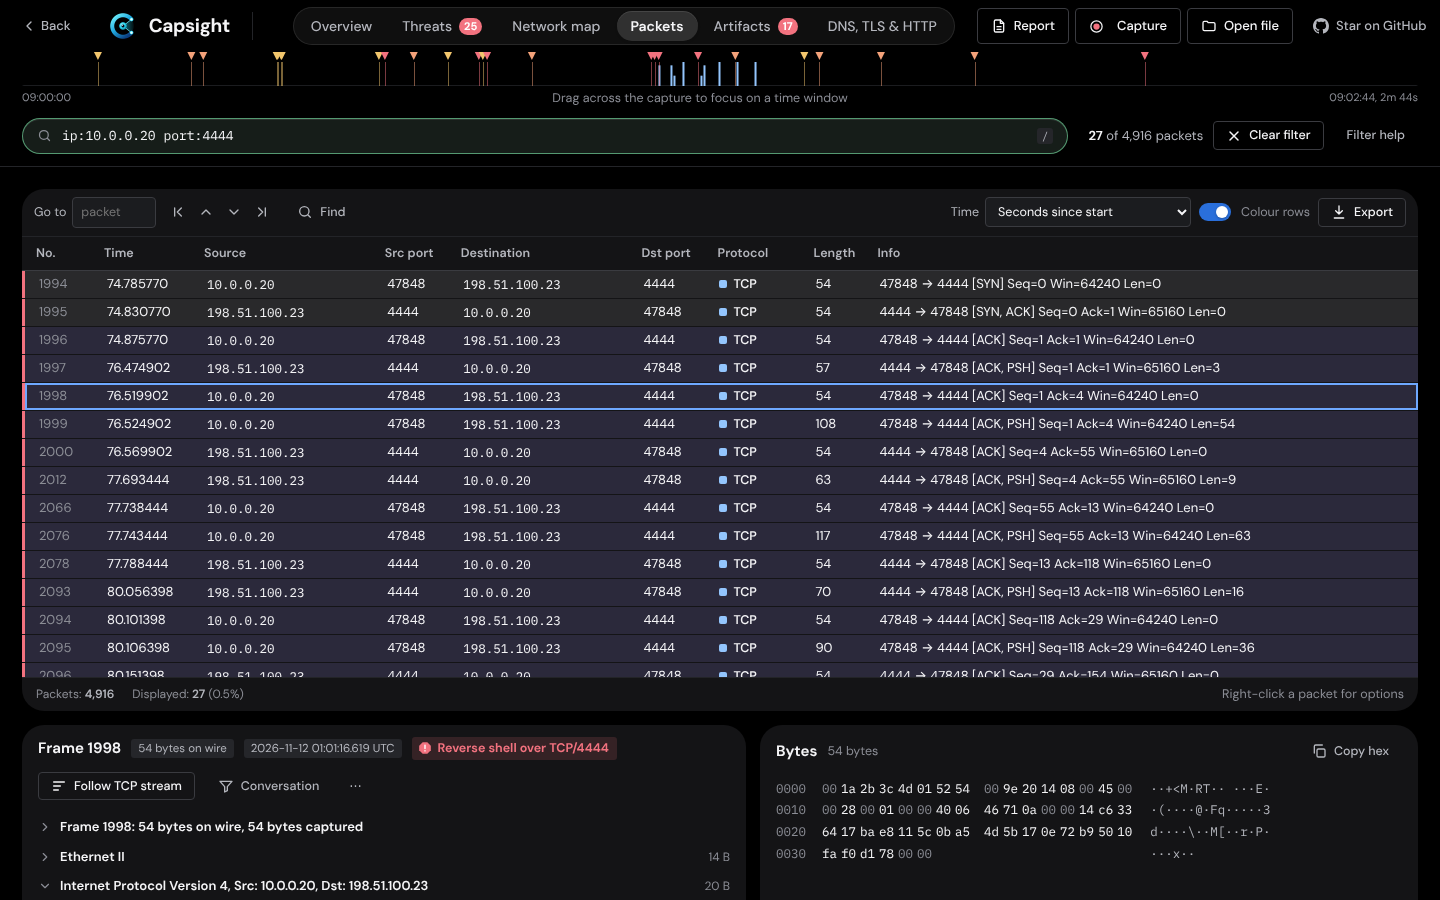 Back Capsight Overview Threats 25 Network map Packets Artifacts 17 DNS, TLS & HTTP Report Capture Open file Star on GitHub
09:00:00 Drag across the capture to focus on a time window 09:02:44, 2m 44s
ip:10.0.0.20 port:4444 / 27 of 4,916 packets Clear filter Filter help
Go to packet Find Time Seconds since start Colour rows Export
No. Time Source Src port Destination Dst port Protocol Length Info
1994 74.785770 10.0.0.20 47848 198.51.100.23 4444 TCP 54 47848 → 4444 [SYN] Seq=0 Win=64240 Len=0
1995 74.830770 198.51.100.23 4444 10.0.0.20 47848 TCP 54 4444 → 47848 [SYN, ACK] Seq=0 Ack=1 Win=65160 Len=0
1996 74.875770 10.0.0.20 47848 198.51.100.23 4444 TCP 54 47848 → 4444 [ACK] Seq=1 Ack=1 Win=64240 Len=0
1997 76.474902 198.51.100.23 4444 10.0.0.20 47848 TCP 57 4444 → 47848 [ACK, PSH] Seq=1 Ack=1 Win=65160 Len=3
1998 76.519902 10.0.0.20 47848 198.51.100.23 4444 TCP 54 47848 → 4444 [ACK] Seq=1 Ack=4 Win=64240 Len=0
1999 76.524902 10.0.0.20 47848 198.51.100.23 4444 TCP 108 47848 → 4444 [ACK, PSH] Seq=1 Ack=4 Win=64240 Len=54
2000 76.569902 198.51.100.23 4444 10.0.0.20 47848 TCP 54 4444 → 47848 [ACK] Seq=4 Ack=55 Win=65160 Len=0
2012 77.693444 198.51.100.23 4444 10.0.0.20 47848 TCP 63 4444 → 47848 [ACK, PSH] Seq=4 Ack=55 Win=65160 Len=9
2066 77.738444 10.0.0.20 47848 198.51.100.23 4444 TCP 54 47848 → 4444 [ACK] Seq=55 Ack=13 Win=64240 Len=0
2076 77.743444 10.0.0.20 47848 198.51.100.23 4444 TCP 117 47848 → 4444 [ACK, PSH] Seq=55 Ack=13 Win=64240 Len=63
2078 77.788444 198.51.100.23 4444 10.0.0.20 47848 TCP 54 4444 → 47848 [ACK] Seq=13 Ack=118 Win=65160 Len=0
2093 80.056398 198.51.100.23 4444 10.0.0.20 47848 TCP 70 4444 → 47848 [ACK, PSH] Seq=13 Ack=118 Win=65160 Len=16
2094 80.101398 10.0.0.20 47848 198.51.100.23 4444 TCP 54 47848 → 4444 [ACK] Seq=118 Ack=29 Win=64240 Len=0
2095 80.106398 10.0.0.20 47848 198.51.100.23 4444 TCP 90 47848 → 4444 [ACK, PSH] Seq=118 Ack=29 Win=64240 Len=36
2096 80.151398 198.51.100.23 4444 10.0.0.20 47848 TCP 54 4444 → 47848 [ACK] Seq=29 Ack=154 Win=65160 Len=0
Packets: 4,916 Displayed: 27 (0.5%) Right-click a packet for options
Frame 1998 54 bytes on wire 2026-11-12 01:01:16.619 UTC Reverse shell over TCP/4444
Follow TCP stream Conversation ···
Frame 1998: 54 bytes on wire, 54 bytes captured
Ethernet II 14 B
Internet Protocol Version 4, Src: 10.0.0.20, Dst: 198.51.100.23 20 B
Bytes 54 bytes Copy hex
0000 00 1a 2b 3c 4d 01 52 54 00 9e 20 14 08 00 45 00 ··+<M·RT·· ···E·
0010 00 28 00 01 00 00 40 06 46 71 0a 00 00 14 c6 33 ·(····@·Fq·····3
0020 64 17 ba e8 11 5c 0b a5 4d 5b 17 0e 72 b9 50 10 d····\··M[··r·P·
0030 fa f0 d1 78 00 00 ···x··